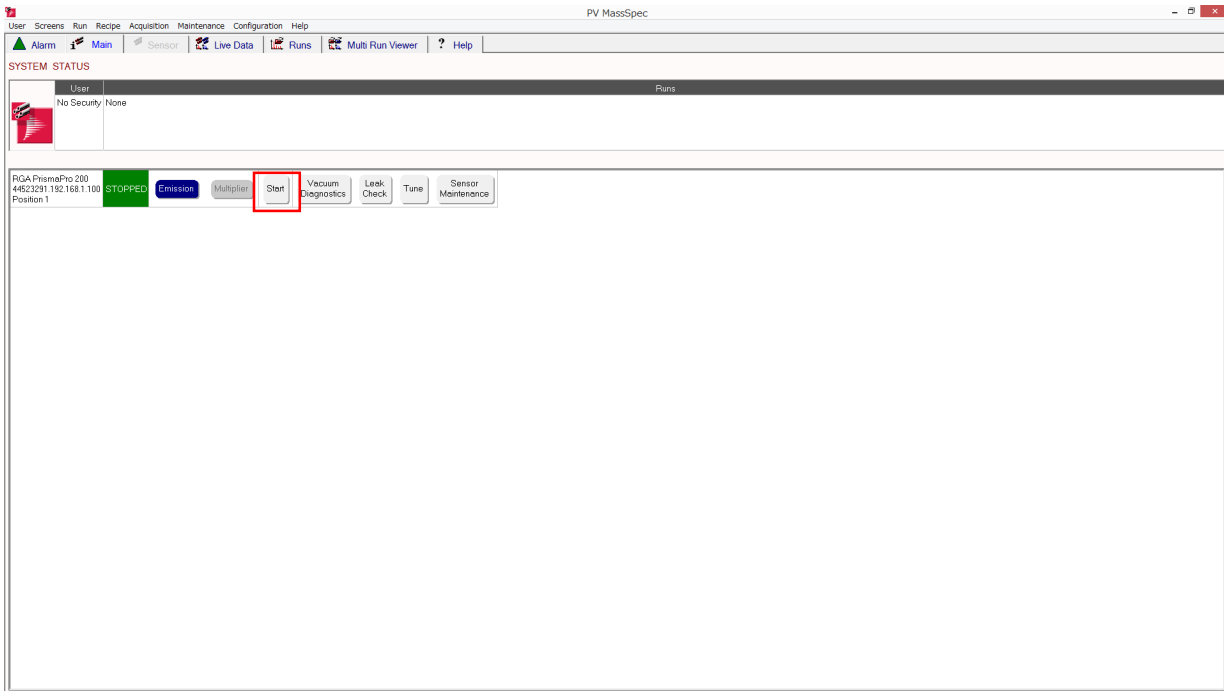 PV MassSpec
User Screens Run Recipe Acquisition Maintenance Configuration Help
Alarm Main Sensor Live Data Runs Multi Run Viewer ? Help
SYSTEM STATUS
User Runs
No Security None
RGA PrismaPro 200
44523291.192.168.1.100
Position 1
STOPPED
Emission
Multiplier
Start
Vacuum
Diagnostics
Leak
Check
Tune
Sensor
Maintenance